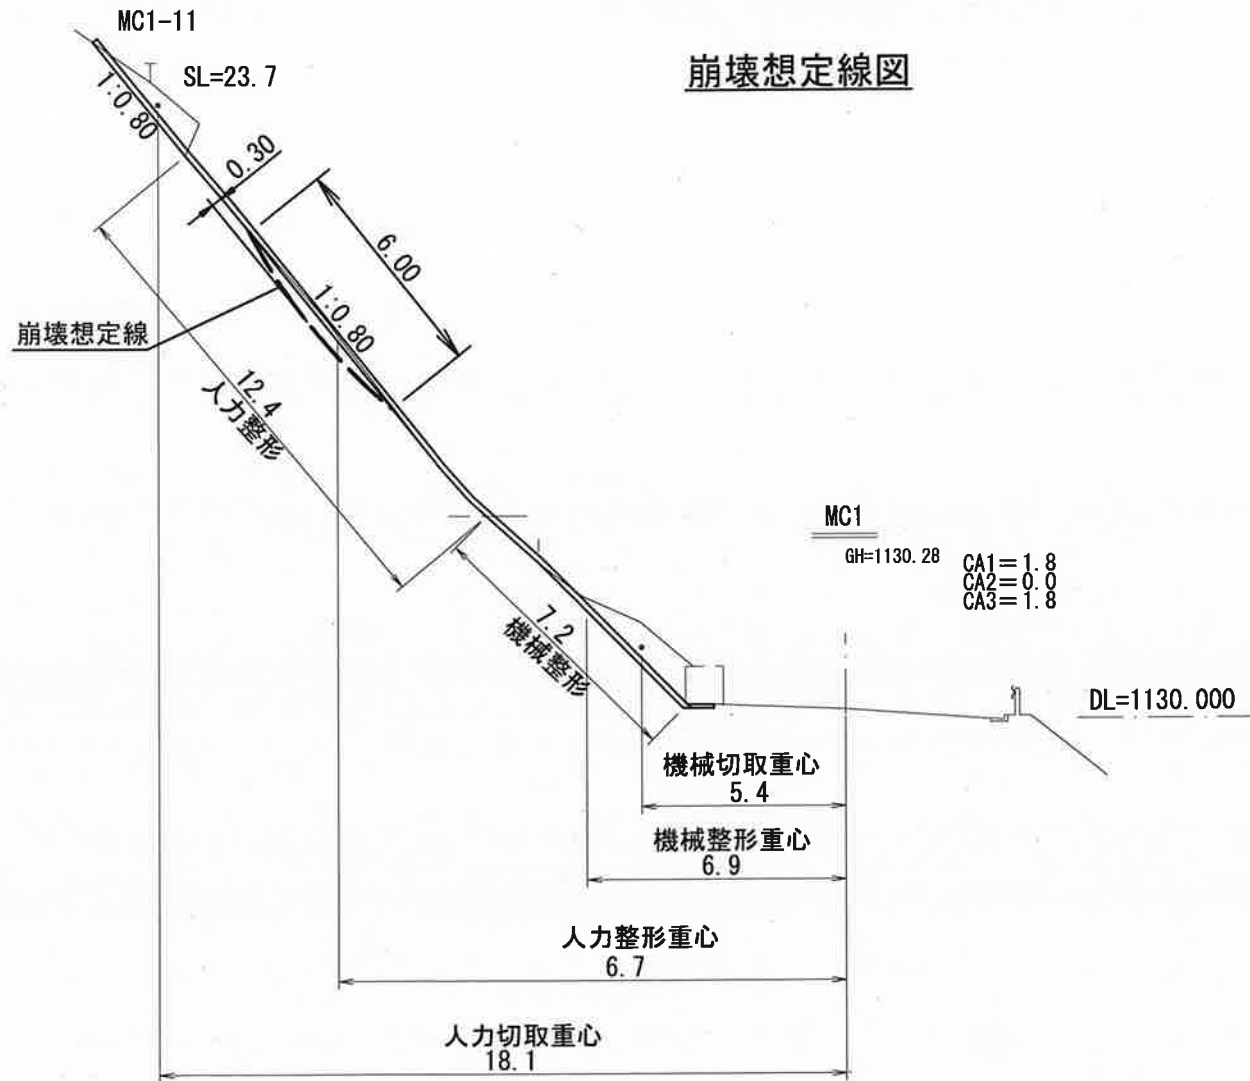 MC1-11
崩壊想定線図
SL=23.7
1:0.80
0.30
6.00
1:0.80
崩壊想定線
12.4
人力整形
MC1
GH=1130.28
CA1=1.8
CA2=0.0
CA3=1.8
7.2
機械整形
DL=1130.000
機械切取重心
5.4
機械整形重心
6.9
人力整形重心
6.7
人力切取重心
18.1